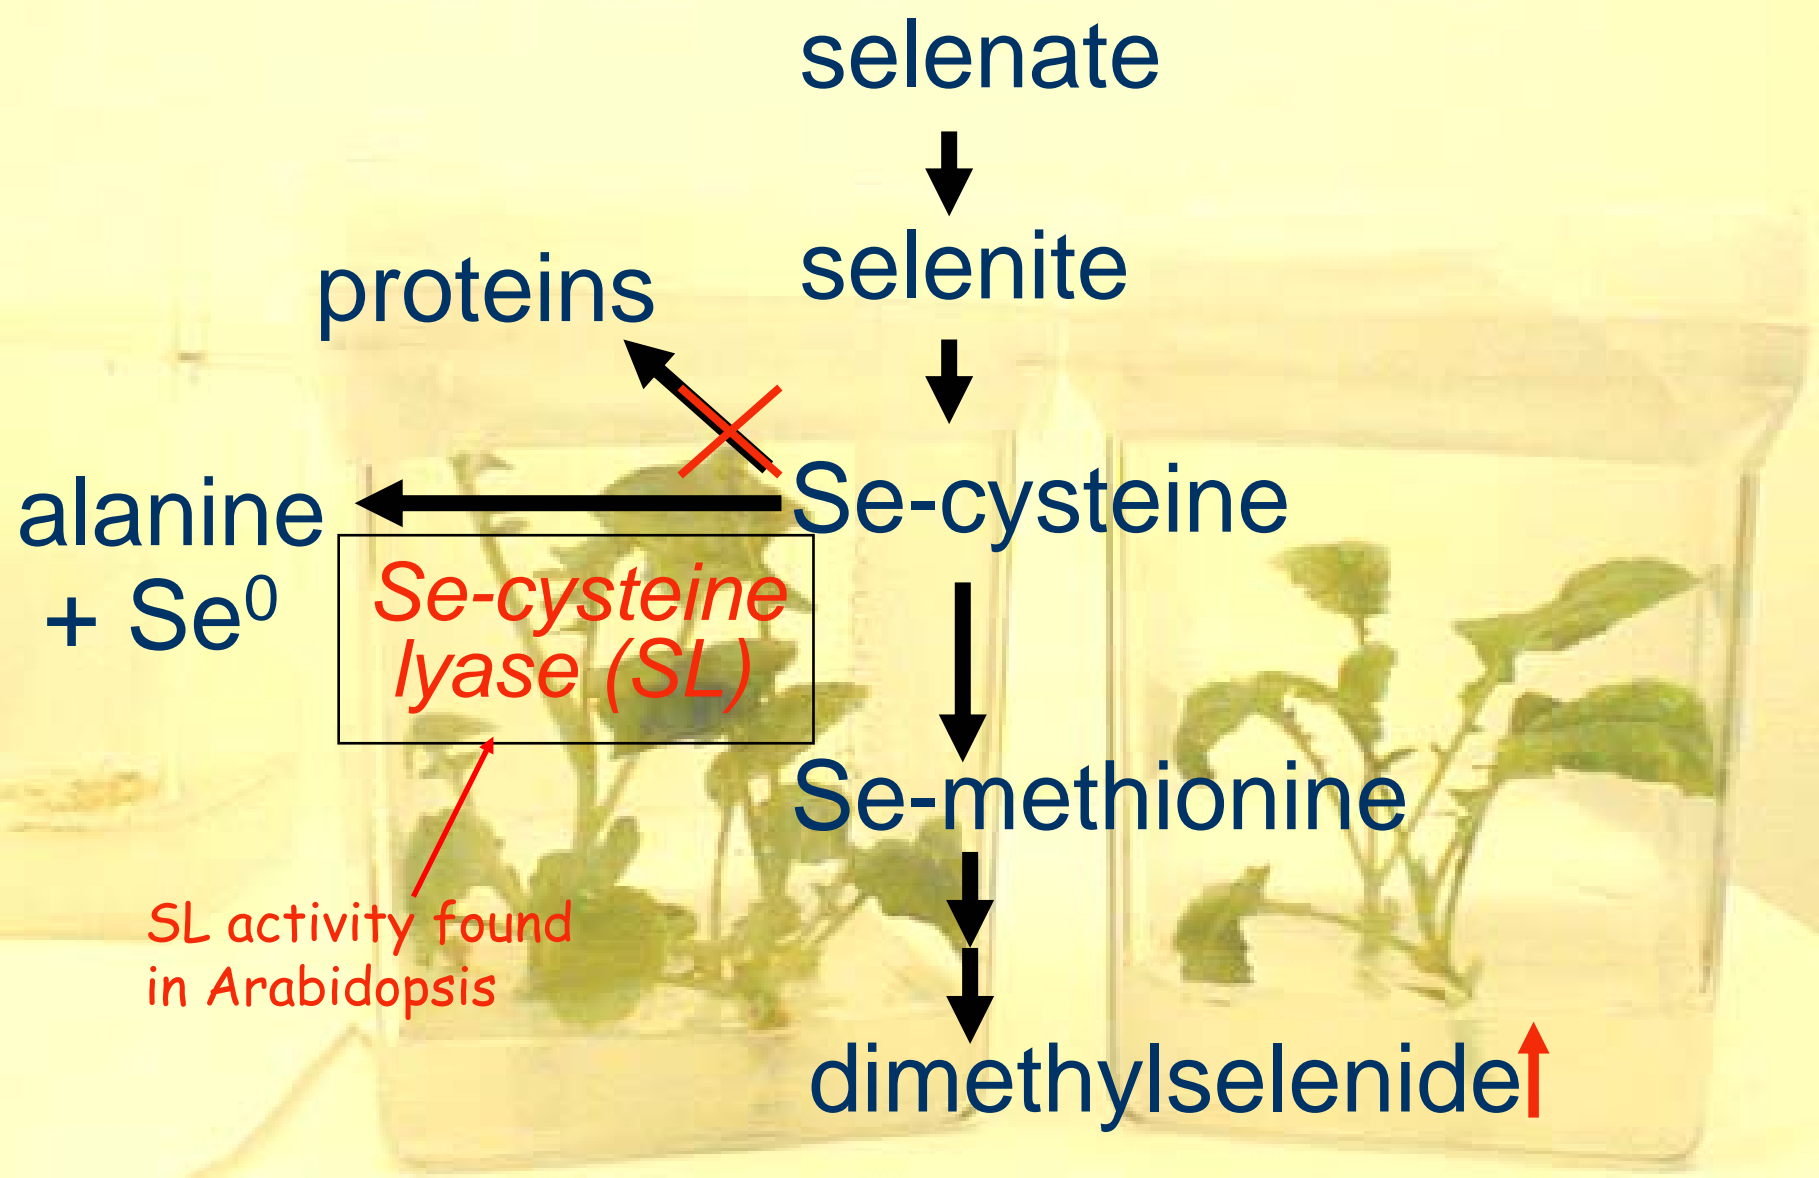 selenate
selenite
proteins
Se-cysteine
alanine
+ Se⁰
Se-cysteine
lyase (SL)
Se-methionine
SL activity found
in Arabidopsis
dimethylselenide